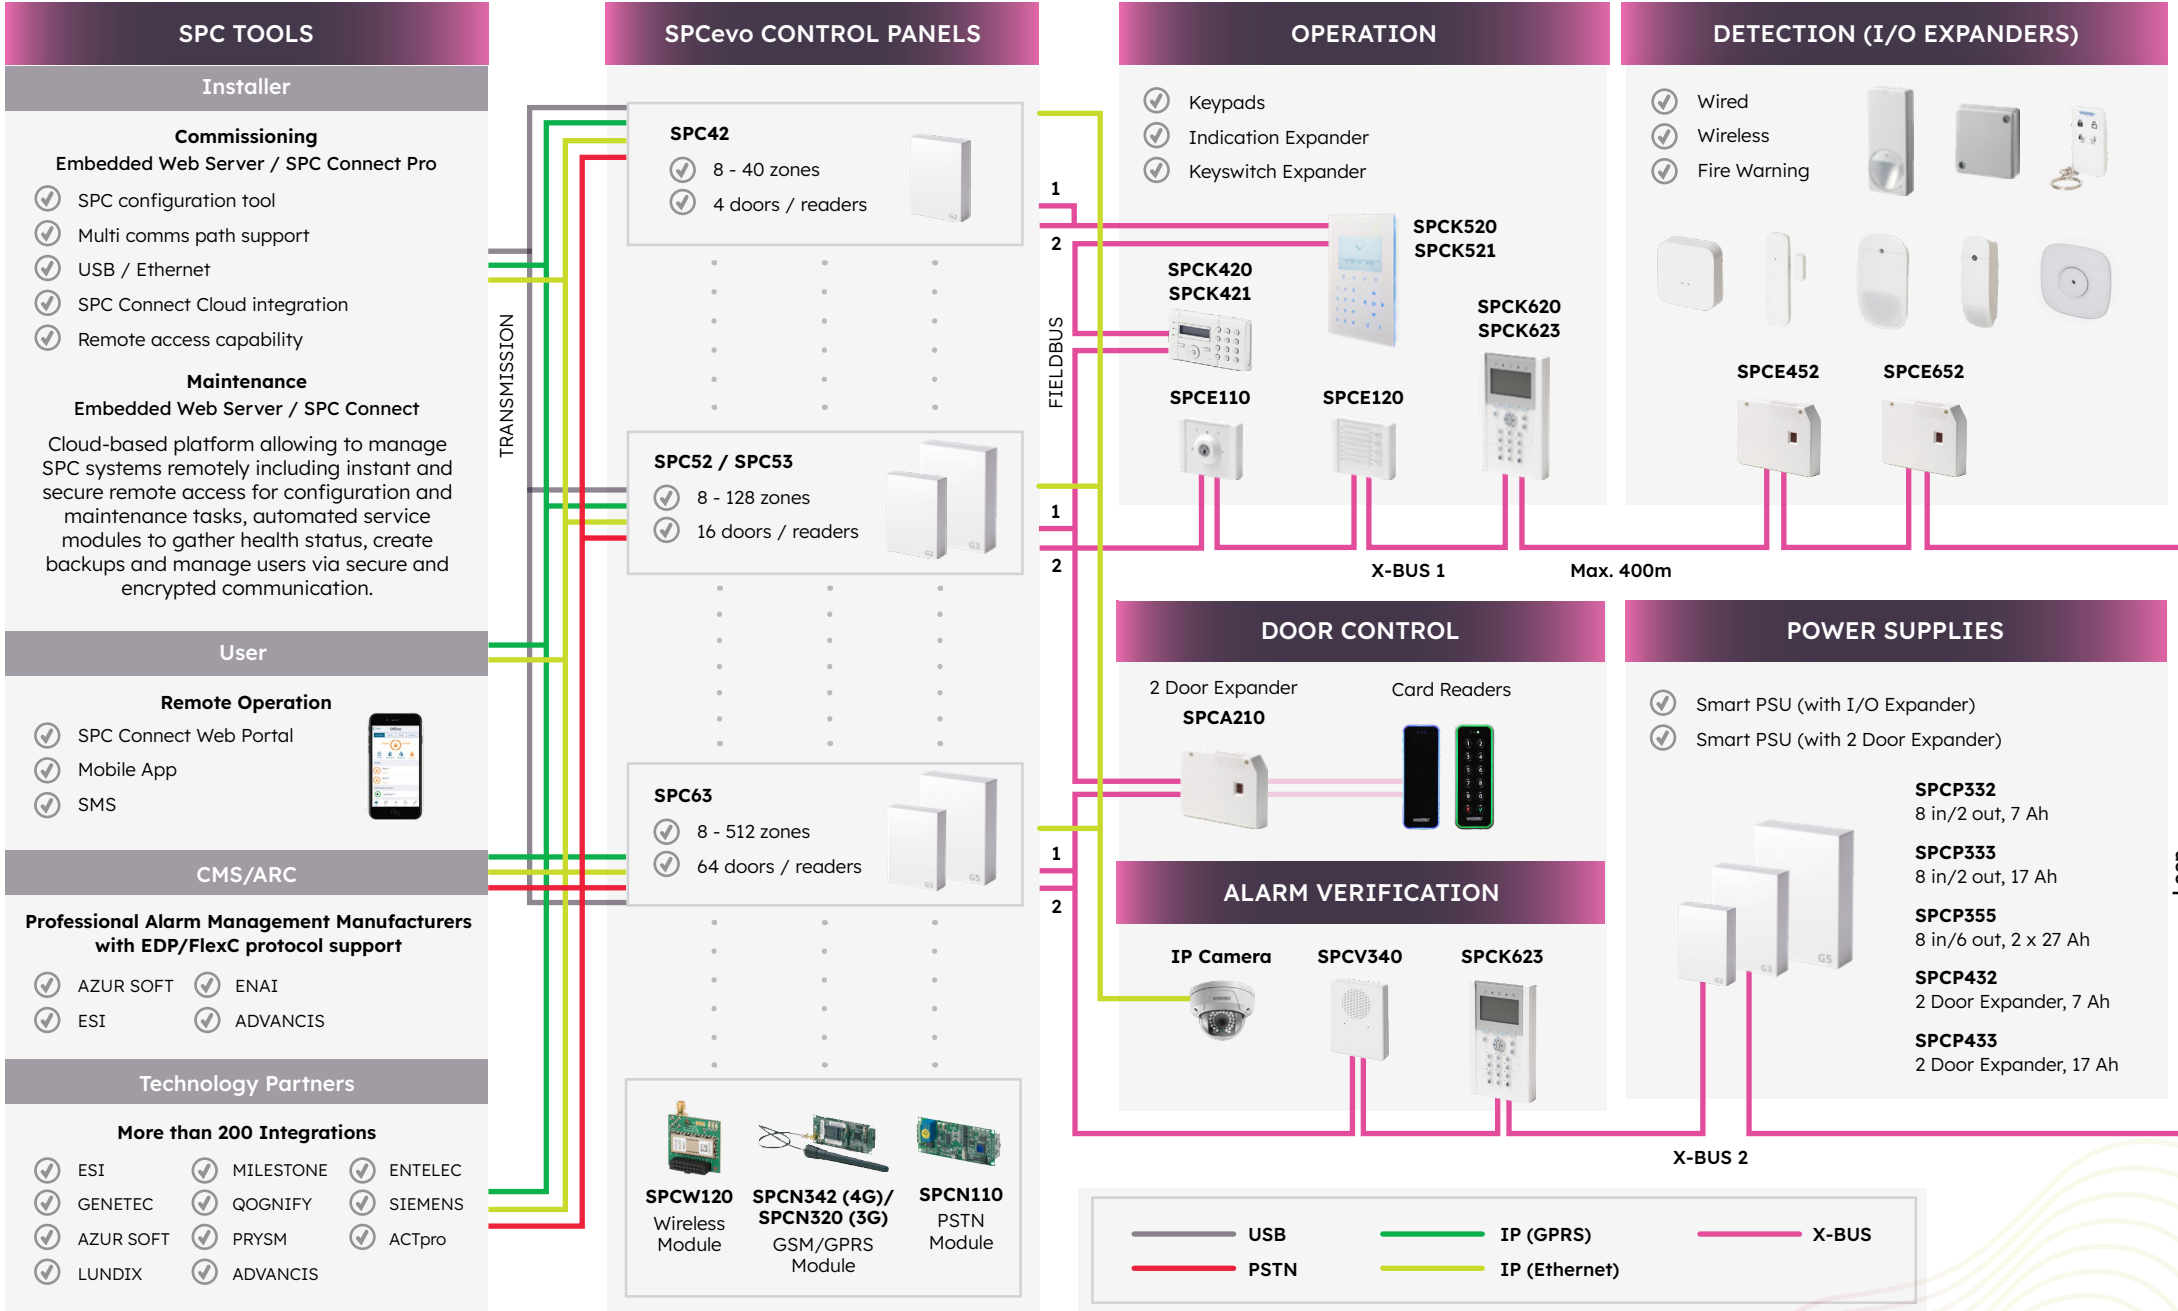 SPC TOOLS
Installer
Commissioning
Embedded Web Server / SPC Connect Pro
SPC configuration tool
Multi comms path support
USB / Ethernet
SPC Connect Cloud integration
Remote access capability
Maintenance
Embedded Web Server / SPC Connect
Cloud-based platform allowing to manage
SPC systems remotely including instant and
secure remote access for configuration and
maintenance tasks, automated service
modules to gather health status, create
backups and manage users via secure and
encrypted communication.
User
Remote Operation
SPC Connect Web Portal
Mobile App
SMS
CMS/ARC
Professional Alarm Management Manufacturers
with EDP/FlexC protocol support
AZUR SOFT
ENAI
ESI
ADVANCIS
Technology Partners
More than 200 Integrations
ESI
MILESTONE
ENTELEC
GENETEC
QOGNIFY
SIEMENS
AZUR SOFT
PRYSM
ACTpro
LUNDIX
ADVANCIS
TRANSMISSION
SPCevo CONTROL PANELS
SPC42
8 - 40 zones
4 doors / readers
G2
SPC52 / SPC53
8 - 128 zones
16 doors / readers
G2
G3
SPC63
8 - 512 zones
64 doors / readers
G3
G5
SPCW120
Wireless
Module
SPCN342 (4G)/
SPCN320 (3G)
GSM/GPRS
Module
SPCN110
PSTN
Module
FIELDBUS
1
2
1
2
1
2
OPERATION
Keypads
Indication Expander
Keyswitch Expander
SPCK520
SPCK521
SPCK420
SPCK421
SPCK620
SPCK623
SPCE110
SPCE120
X-BUS 1
Max. 400m
DETECTION (I/O EXPANDERS)
Wired
Wireless
Fire Warning
SPCE452
SPCE652
DOOR CONTROL
2 Door Expander
SPCA210
Card Readers
ALARM VERIFICATION
IP Camera
SPCV340
SPCK623
POWER SUPPLIES
Smart PSU (with I/O Expander)
Smart PSU (with 2 Door Expander)
SPCP332
8 in/2 out, 7 Ah
SPCP333
8 in/2 out, 17 Ah
SPCP355
8 in/6 out, 2 x 27 Ah
SPCP432
2 Door Expander, 7 Ah
SPCP433
2 Door Expander, 17 Ah
G2
G3
G5
X-BUS 2
USB
IP (GPRS)
X-BUS
PSTN
IP (Ethernet)